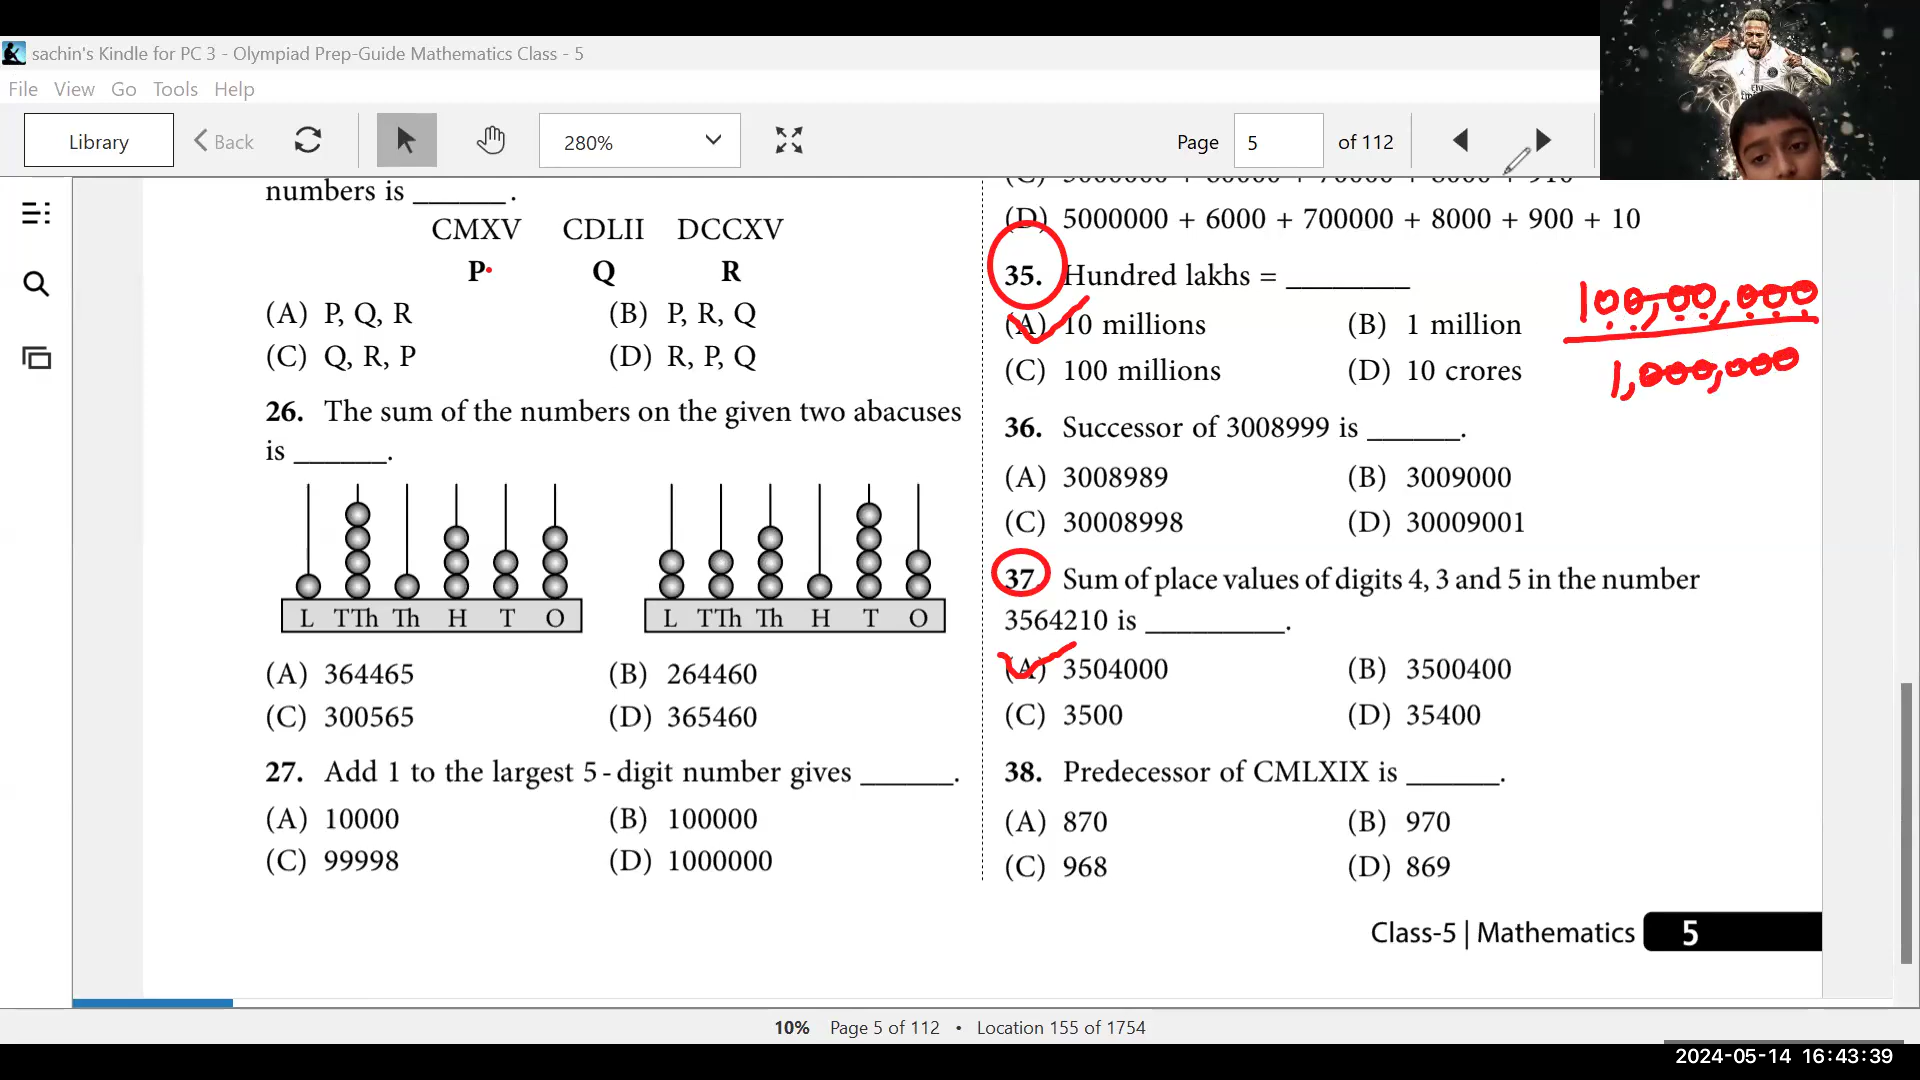 sachin's Kindle for PC 3 - Olympiad Prep-Guide Mathematics Class - 5
File View Go Tools Help
Library Back 280% Page 5 of 112
numbers is ______ .
CMXV CDLII DCCXV
P Q R
(A) P, Q, R (B) P, R, Q
(C) Q, R, P (D) R, P, Q
26. The sum of the numbers on the given two abacuses
is ______.
L TTh Th H T O L TTh Th H T O
(A) 364465 (B) 264460
(C) 300565 (D) 365460
27. Add 1 to the largest 5-digit number gives ______.
(A) 10000 (B) 100000
(C) 99998 (D) 1000000
(D) 5000000 + 6000 + 700000 + 8000 + 900 + 10
35. Hundred lakhs = ________
(A) 10 millions (B) 1 million
(C) 100 millions (D) 10 crores
100,00,000
1,000,000
36. Successor of 3008999 is ______.
(A) 3008989 (B) 3009000
(C) 30008998 (D) 30009001
37. Sum of place values of digits 4, 3 and 5 in the number
3564210 is _________.
(A) 3504000 (B) 3500400
(C) 3500 (D) 35400
38. Predecessor of CMLXIX is ______.
(A) 870 (B) 970
(C) 968 (D) 869
Class-5 | Mathematics 5
10% Page 5 of 112 • Location 155 of 1754
2024-05-14 16:43:39